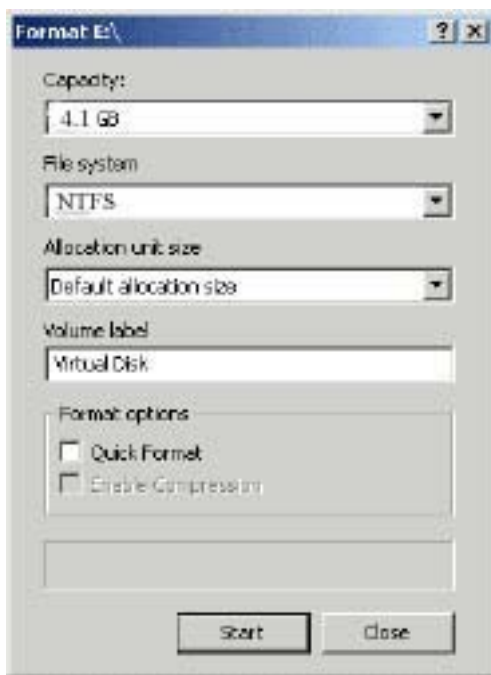 Format E:\
Capacity:
4.1 GB
File system
NTFS
Allocation unit size
Default allocation size
Volume label
Virtual Disk
Format options
Quick Format
Enable Compression
Start
Close